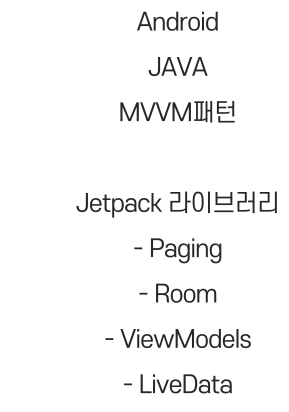 Android
JAVA
MVVM패턴
Jetpack 라이브러리
- Paging
- Room
- ViewModels
- LiveData